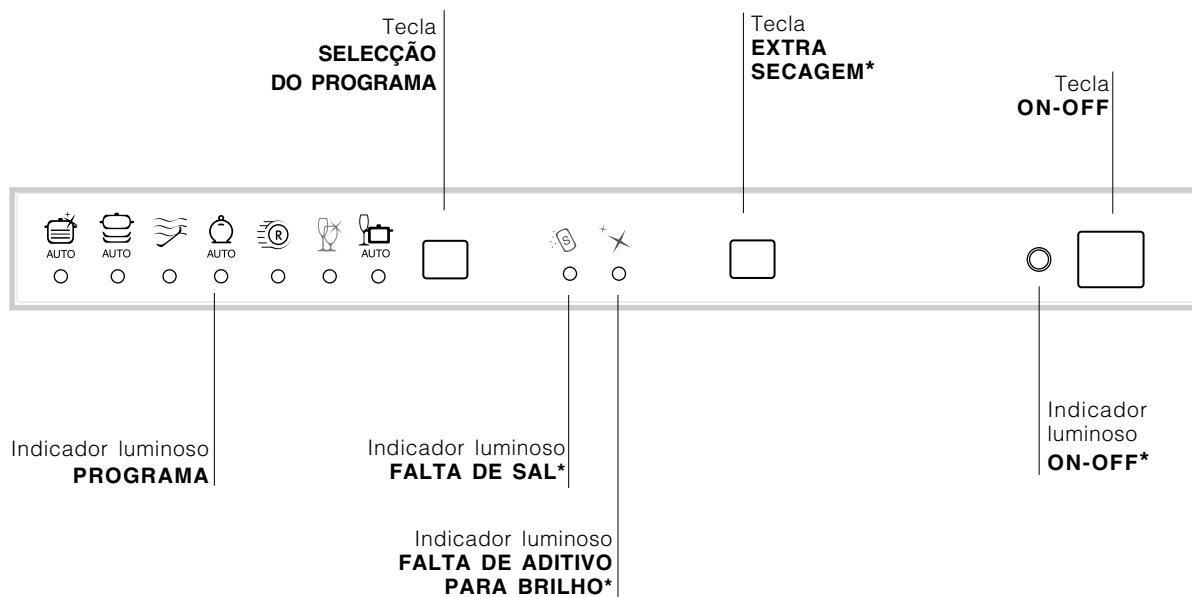 Tecla
SELECÇÃO
DO PROGRAMA
Tecla
EXTRA
SECAGEM*
Tecla
ON-OFF
AUTO
AUTO
AUTO
R
AUTO
S
Indicador luminoso
PROGRAMA
Indicador luminoso
FALTA DE SAL*
Indicador luminoso
FALTA DE ADITIVO
PARA BRILHO*
Indicador
luminoso
ON-OFF*